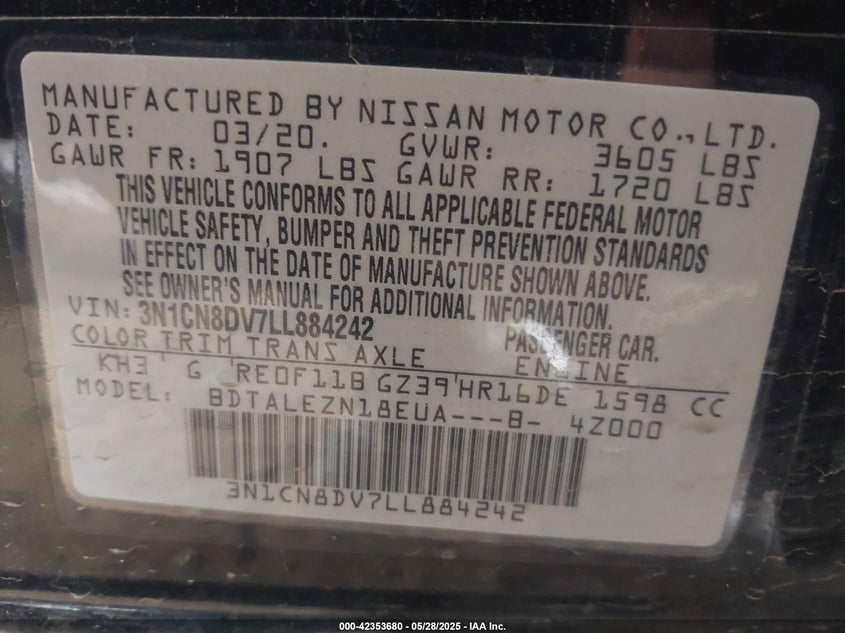 MANUFACTURED BY NISSAN MOTOR CO., LTD.
DATE: 03/20. GVWR: 3605 LBS
GAWR FR: 1907 LBS GAWR RR: 1720 LBS
THIS VEHICLE CONFORMS TO ALL APPLICABLE FEDERAL MOTOR
VEHICLE SAFETY, BUMPER AND THEFT PREVENTION STANDARDS
IN EFFECT ON THE DATE OF MANUFACTURE SHOWN ABOVE.
SEE OWNER'S MANUAL FOR ADDITIONAL INFORMATION.
VIN: 3N1CN8DV7LL884242 PASSENGER CAR.
COLOR TRIM TRANS AXLE ENGINE
KH3 G RE0F11B GZ39 HR16DE 1598 CC
MODEL: BDTALEZN18EUA---B- 4Z000
3N1CN8DV7LL884242
000-42353680 - 05/28/2025 - IAA Inc.